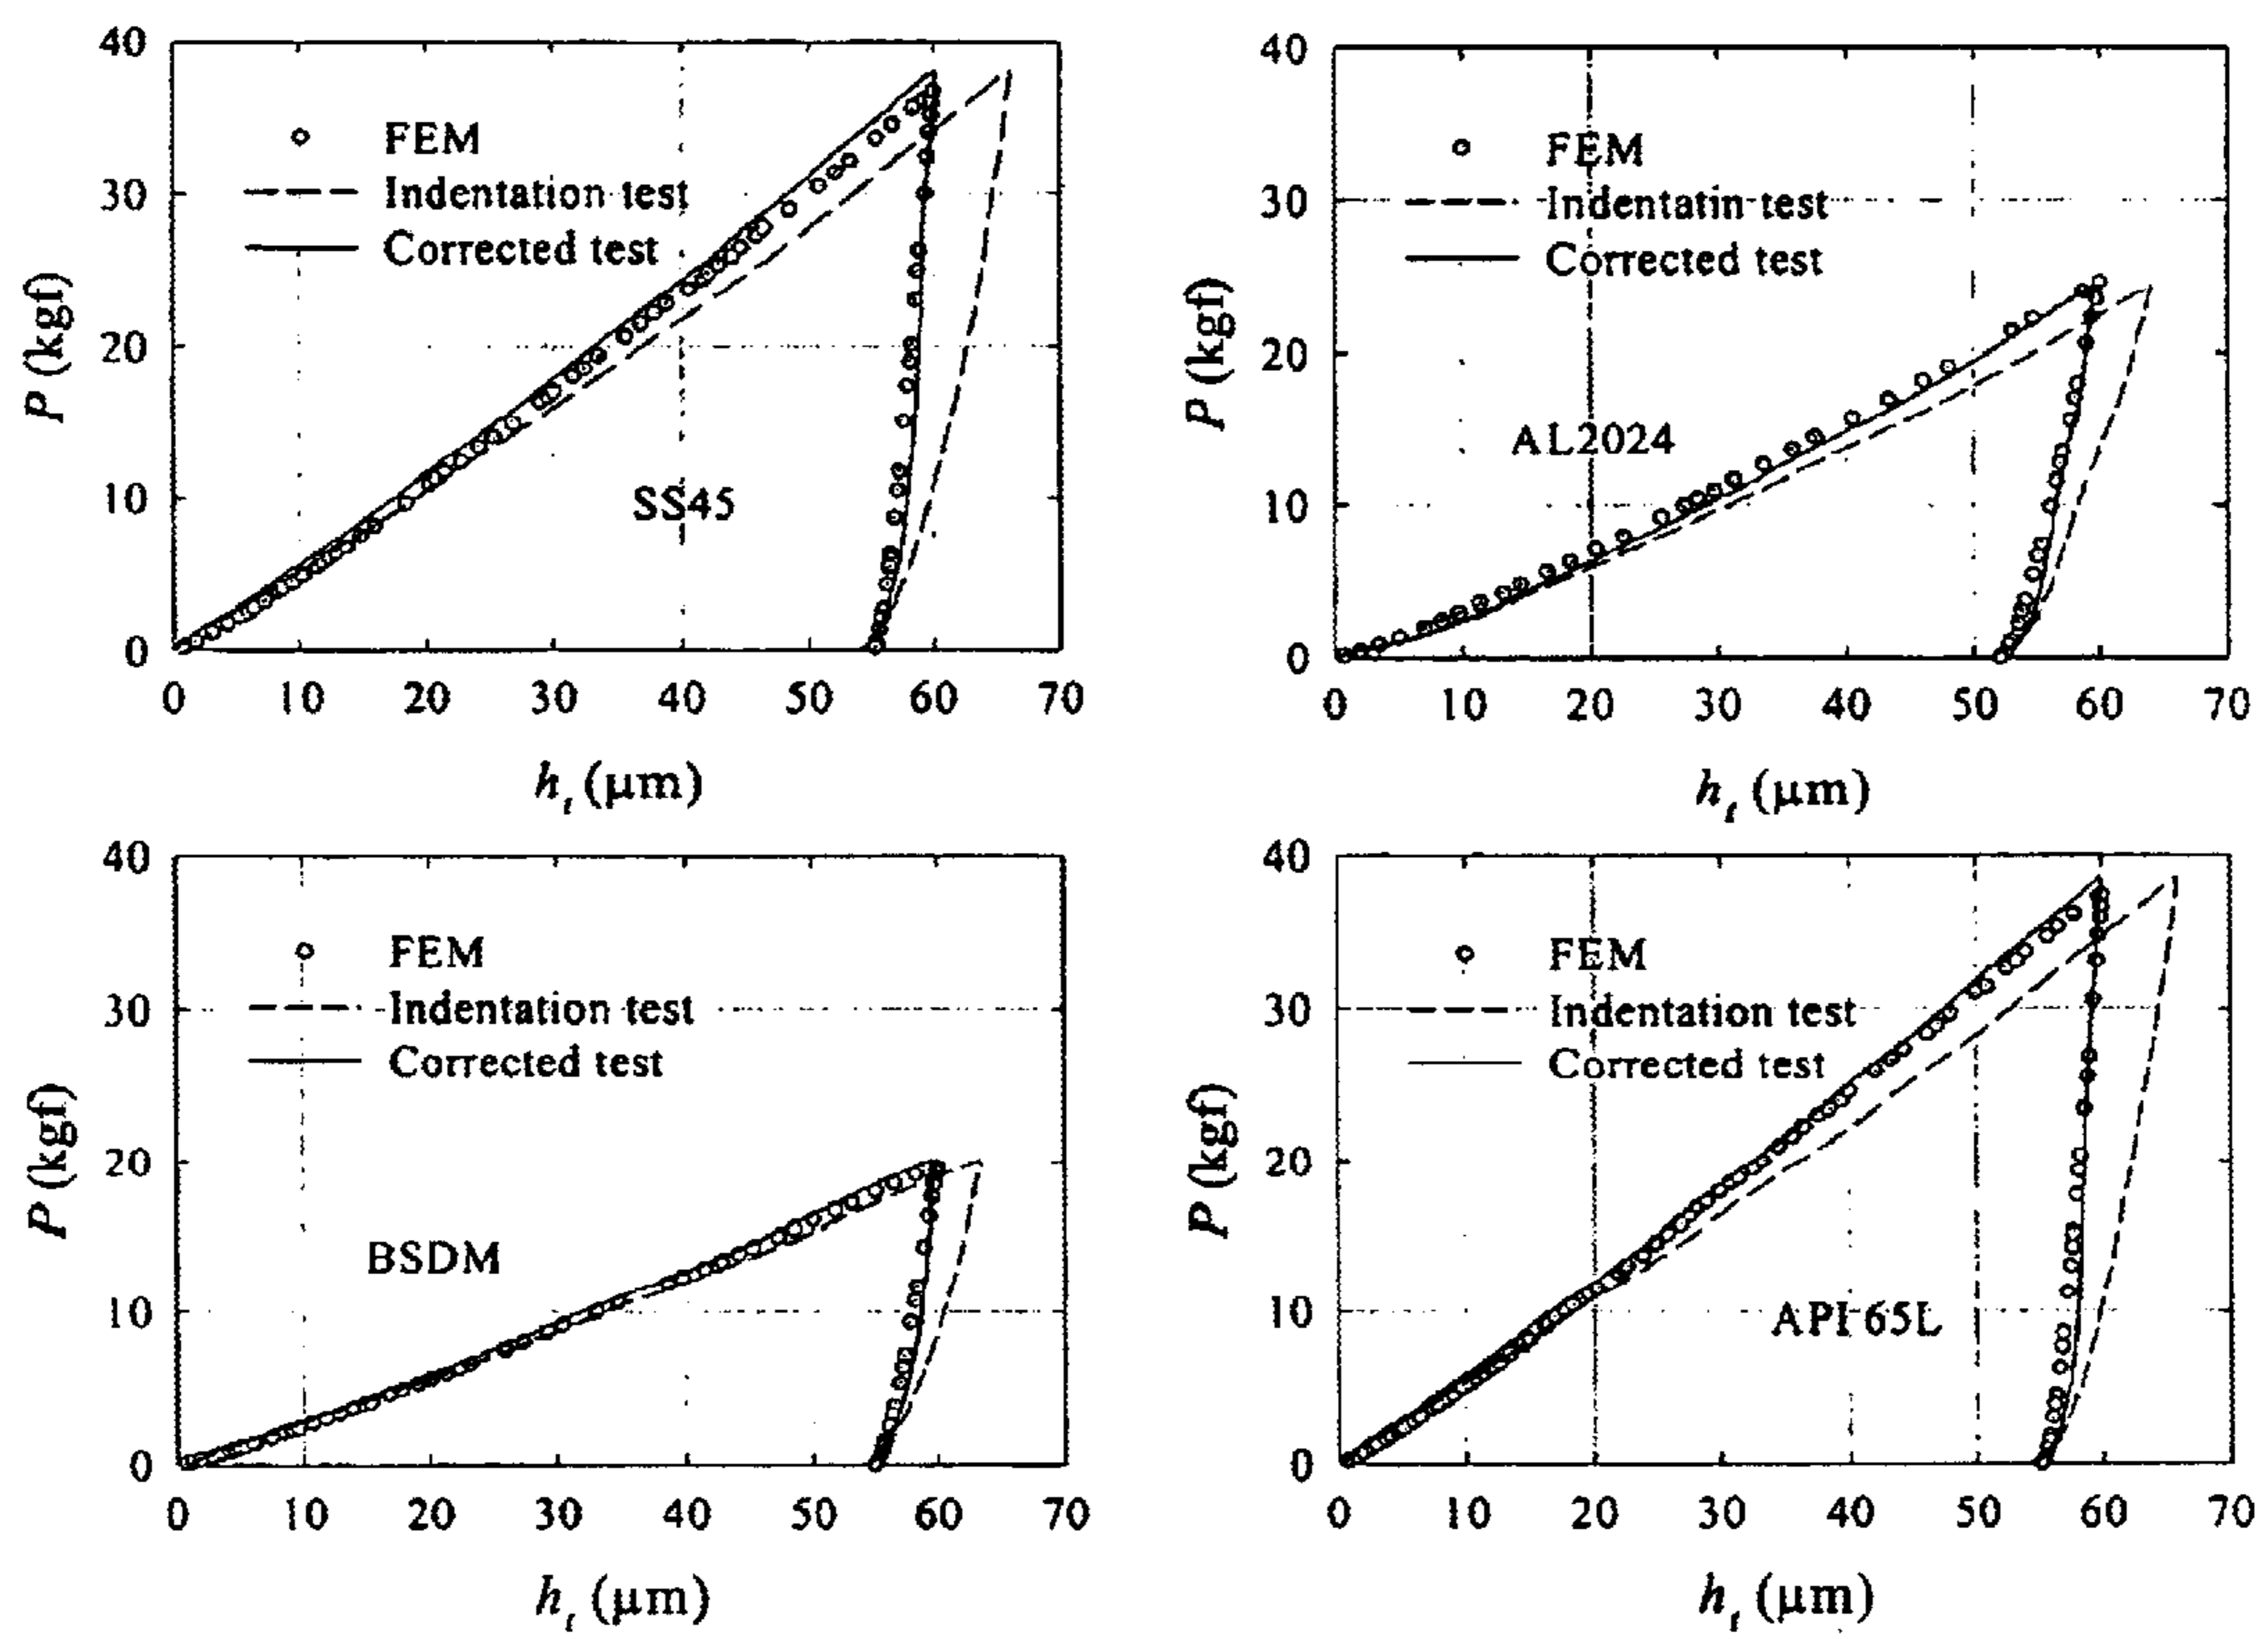 40
30
20
10
0
P (kgf)
FEM
Indentation test
Corrected test
SS45
0 10 20 30 40 50 60 70
hₜ (μm)
40
30
20
10
0
P (kgf)
FEM
Indentatin test
Corrected test
AL2024
0 10 20 30 40 50 60 70
hₜ (μm)
40
30
20
10
0
P (kgf)
FEM
Indentation test
Corrected test
BSDM
0 10 20 30 40 50 60 70
hₜ (μm)
40
30
20
10
0
P (kgf)
FEM
Indentation test
Corrected test
API 65L
0 10 20 30 40 50 60 70
hₜ (μm)